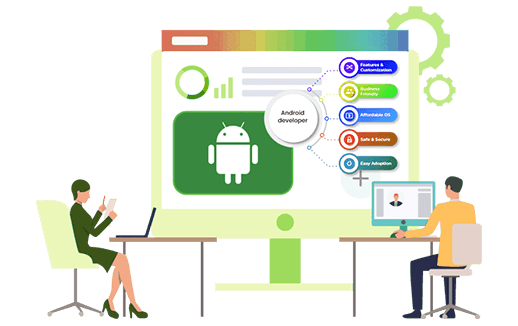 Features &
Customization
Business
Friendly
Android
developer
Affordable OS
Safe & Secure
Easy Adoption